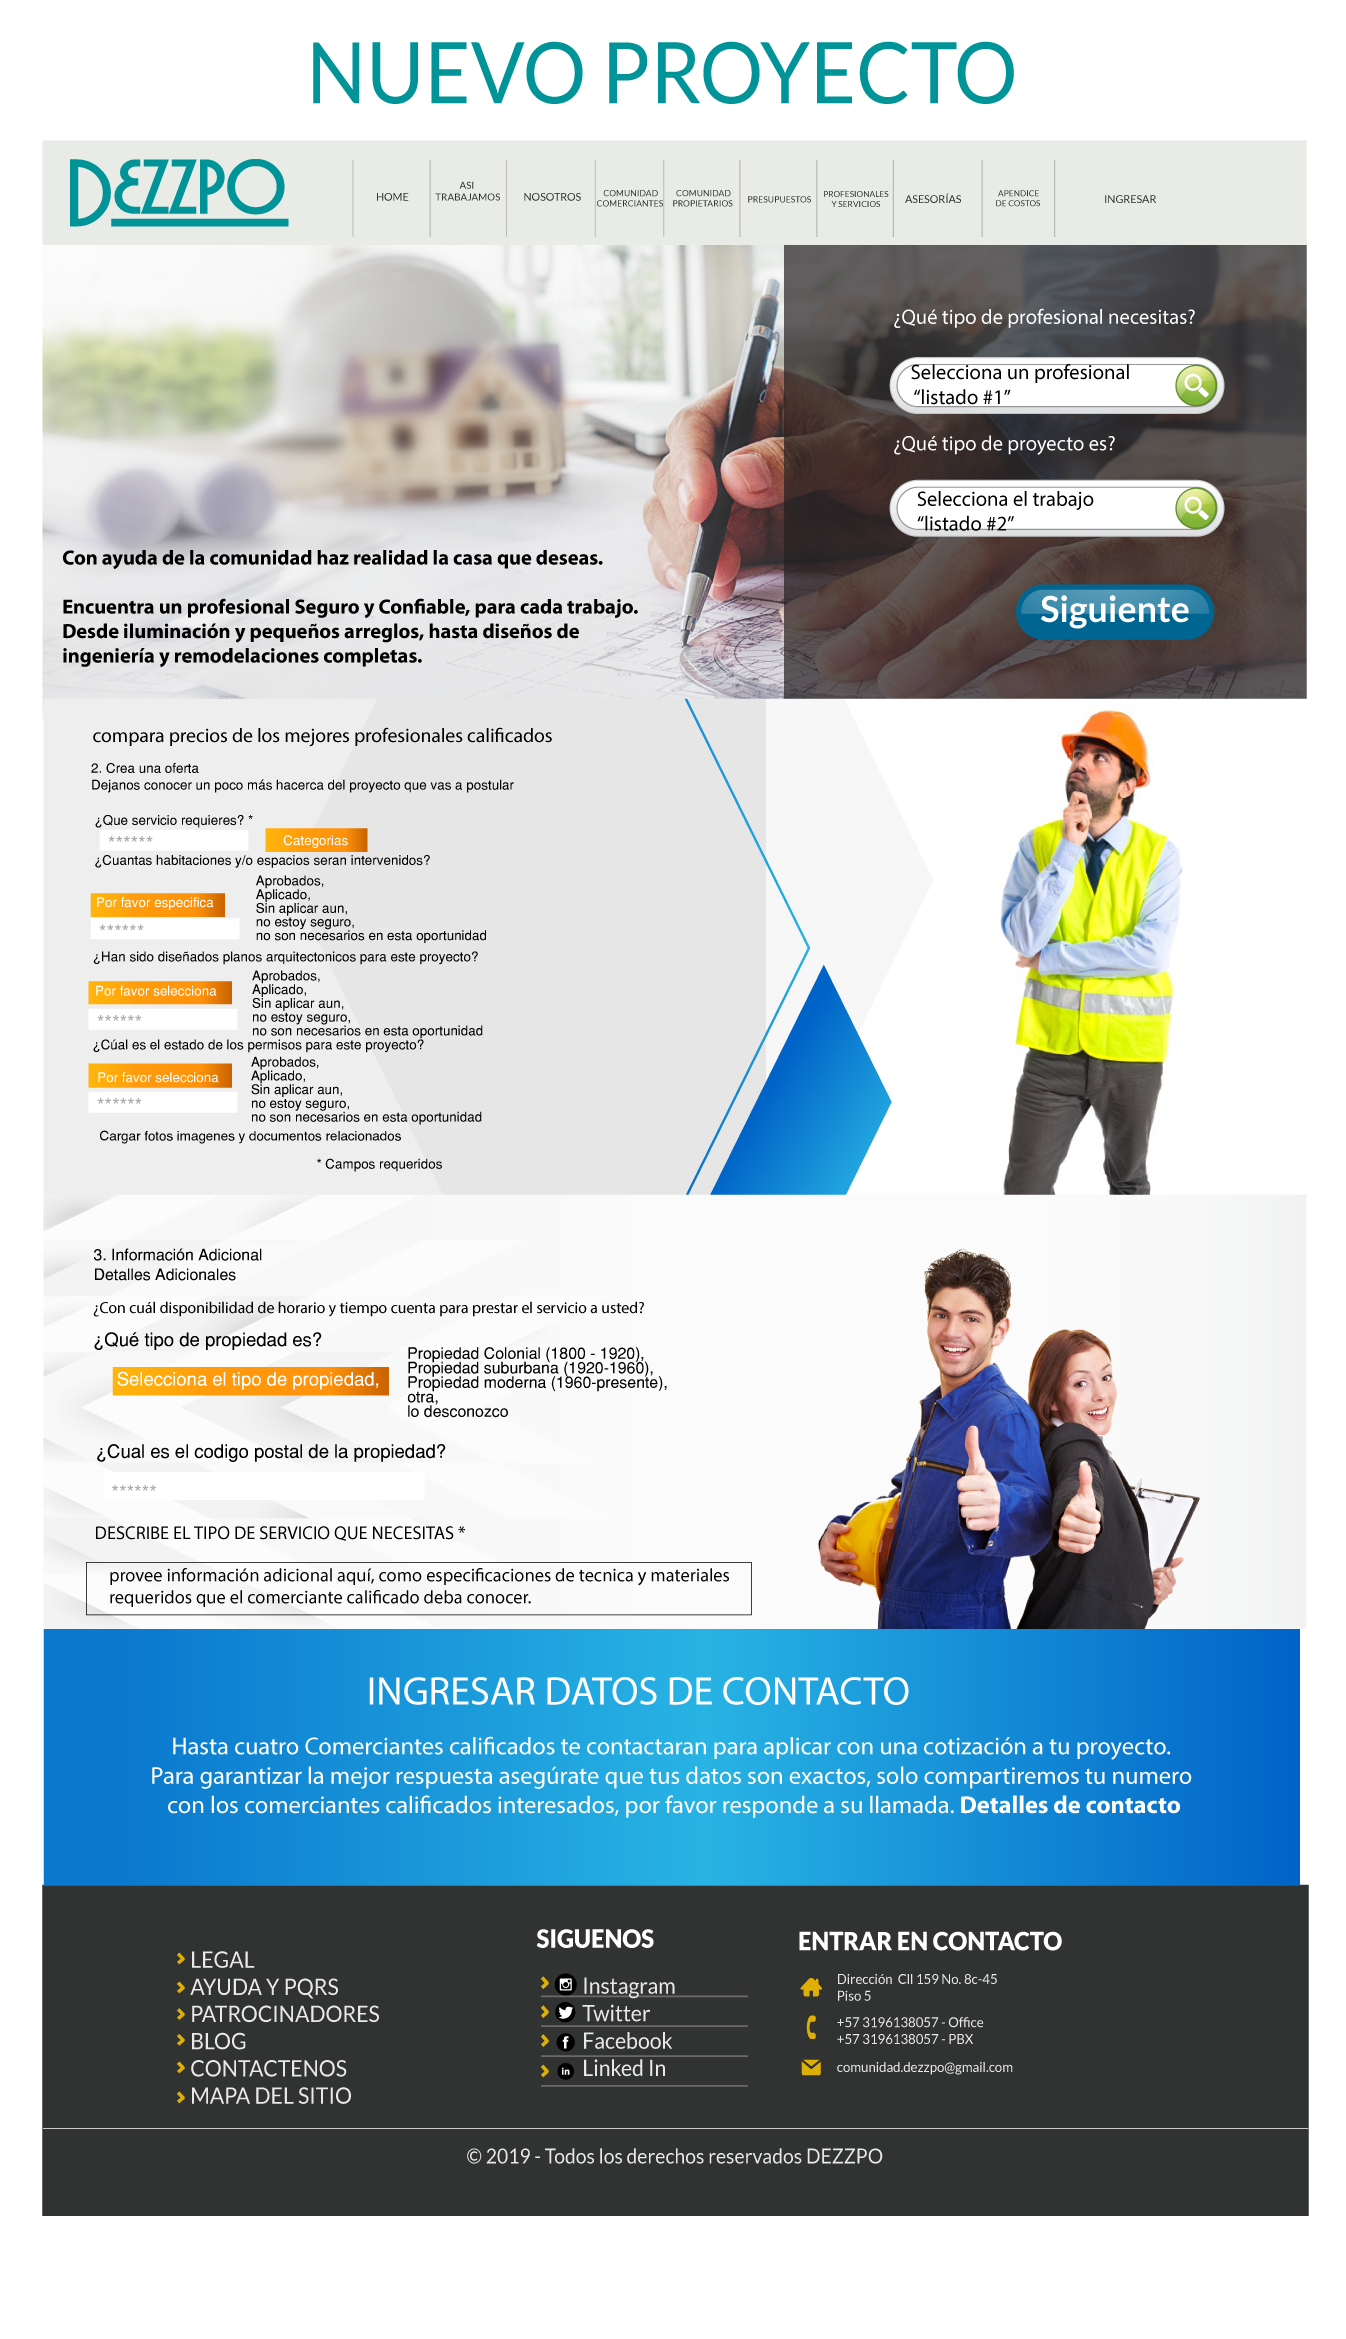 NUEVO PROYECTO
DEZZPO
HOME
ASI
TRABAJAMOS
NOSOTROS
COMUNIDAD
COMERCIANTES
COMUNIDAD
PROPIETARIOS
PRESUPUESTOS
PROFESIONALES
Y SERVICIOS
ASESORÍAS
APENDICE
DE COSTOS
INGRESAR
¿Qué tipo de profesional necesitas?
Selecciona un profesional
“listado #1”
¿Qué tipo de proyecto es?
Selecciona el trabajo
“listado #2”
Siguiente
Con ayuda de la comunidad haz realidad la casa que deseas.
Encuentra un profesional Seguro y Confiable, para cada trabajo.
Desde iluminación y pequeños arreglos, hasta diseños de
ingeniería y remodelaciones completas.
compara precios de los mejores profesionales calificados
2. Crea una oferta
Dejanos conocer un poco más hacerca del proyecto que vas a postular
¿Que servicio requieres? *
******
Categorias
¿Cuantas habitaciones y/o espacios seran intervenidos?
Por favor especifica
******
Aprobados,
Aplicado,
Sin aplicar aun,
no estoy seguro,
no son necesarios en esta oportunidad
¿Han sido diseñados planos arquitectonicos para este proyecto?
Por favor selecciona
******
Aprobados,
Aplicado,
Sin aplicar aun,
no estoy seguro,
no son necesarios en esta oportunidad
¿Cúal es el estado de los permisos para este proyecto?
Por favor selecciona
******
Aprobados,
Aplicado,
Sin aplicar aun,
no estoy seguro,
no son necesarios en esta oportunidad
Cargar fotos imagenes y documentos relacionados
* Campos requeridos
3. Información Adicional
Detalles Adicionales
¿Con cuál disponibilidad de horario y tiempo cuenta para prestar el servicio a usted?
¿Qué tipo de propiedad es?
Selecciona el tipo de propiedad,
Propiedad Colonial (1800 - 1920),
Propiedad suburbana (1920-1960),
Propiedad moderna (1960-presente),
otra,
lo desconozco
¿Cual es el codigo postal de la propiedad?
******
DESCRIBE EL TIPO DE SERVICIO QUE NECESITAS *
provee información adicional aquí, como especificaciones de tecnica y materiales
requeridos que el comerciante calificado deba conocer.
INGRESAR DATOS DE CONTACTO
Hasta cuatro Comerciantes calificados te contactaran para aplicar con una cotización a tu proyecto.
Para garantizar la mejor respuesta asegúrate que tus datos son exactos, solo compartiremos tu numero
con los comerciantes calificados interesados, por favor responde a su llamada. Detalles de contacto
LEGAL
AYUDA Y PQRS
PATROCINADORES
BLOG
CONTACTENOS
MAPA DEL SITIO
SIGUENOS
Instagram
Twitter
Facebook
Linked In
ENTRAR EN CONTACTO
Dirección Cll 159 No. 8c-45
Piso 5
+57 3196138057 - Office
+57 3196138057 - PBX
comunidad.dezzpo@gmail.com
© 2019 - Todos los derechos reservados DEZZPO